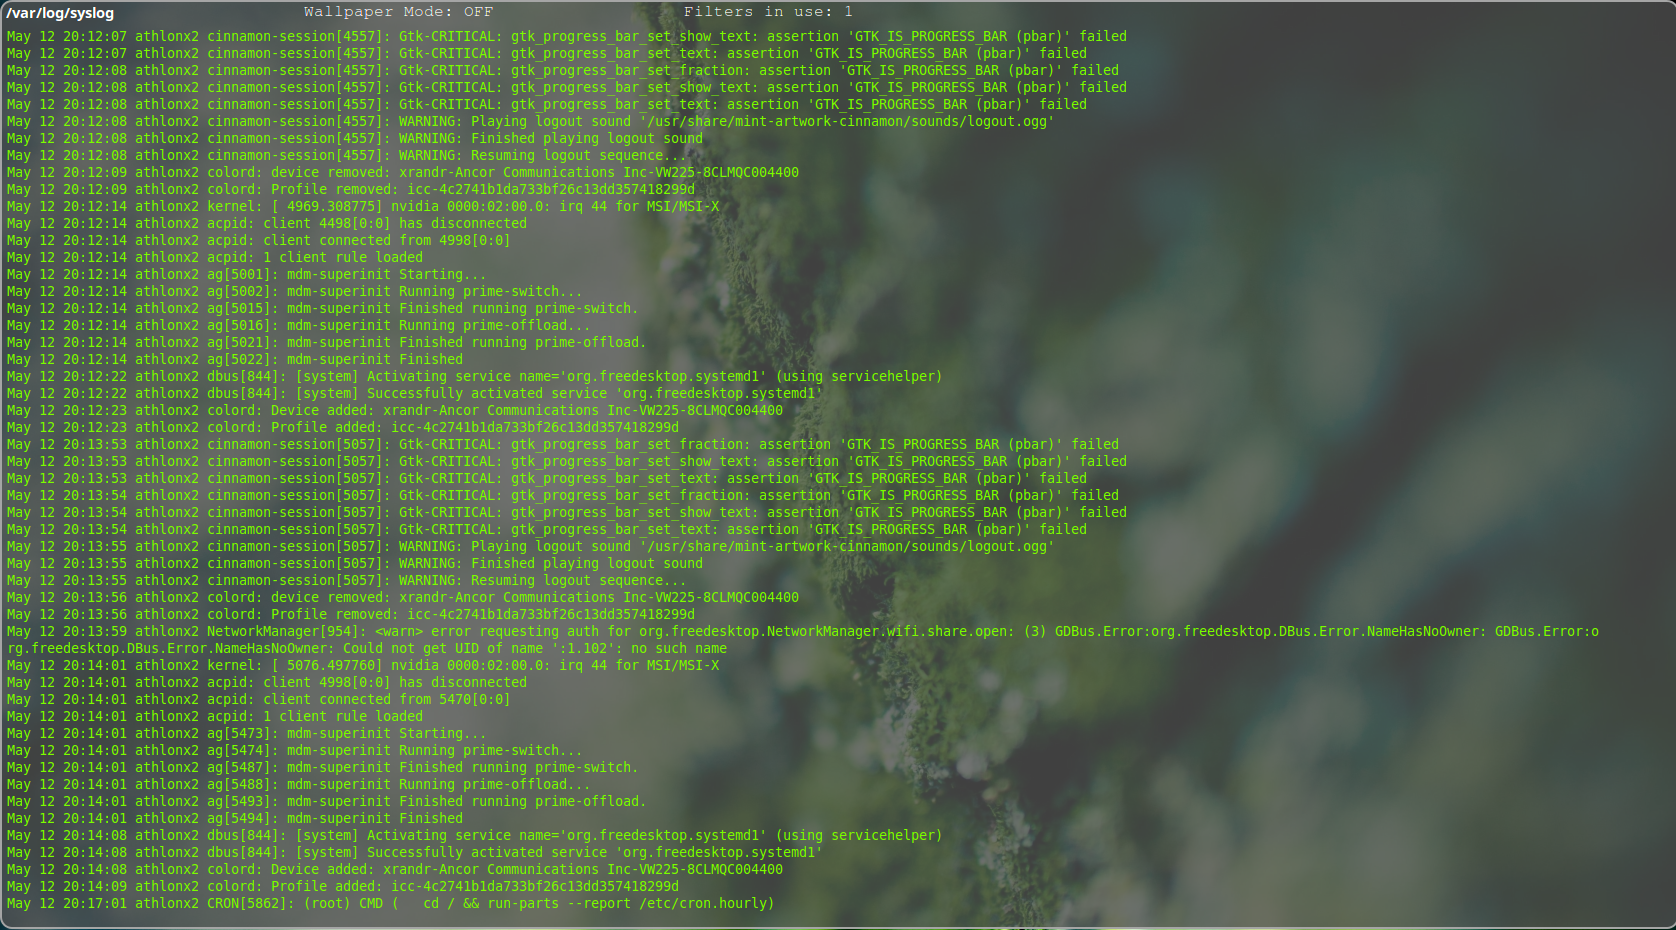 /var/log/syslog Wallpaper Mode: OFF Filters in use: 1
May 12 20:12:07 athlonx2 cinnamon-session[4557]: Gtk-CRITICAL: gtk_progress_bar_set_show_text: assertion 'GTK_IS_PROGRESS_BAR (pbar)' failed
May 12 20:12:07 athlonx2 cinnamon-session[4557]: Gtk-CRITICAL: gtk_progress_bar_set_text: assertion 'GTK_IS_PROGRESS_BAR (pbar)' failed
May 12 20:12:08 athlonx2 cinnamon-session[4557]: Gtk-CRITICAL: gtk_progress_bar_set_fraction: assertion 'GTK_IS_PROGRESS_BAR (pbar)' failed
May 12 20:12:08 athlonx2 cinnamon-session[4557]: Gtk-CRITICAL: gtk_progress_bar_set_show_text: assertion 'GTK_IS_PROGRESS_BAR (pbar)' failed
May 12 20:12:08 athlonx2 cinnamon-session[4557]: Gtk-CRITICAL: gtk_progress_bar_set_text: assertion 'GTK_IS_PROGRESS_BAR (pbar)' failed
May 12 20:12:08 athlonx2 cinnamon-session[4557]: WARNING: Playing logout sound '/usr/share/mint-artwork-cinnamon/sounds/logout.ogg'
May 12 20:12:08 athlonx2 cinnamon-session[4557]: WARNING: Finished playing logout sound
May 12 20:12:08 athlonx2 cinnamon-session[4557]: WARNING: Resuming logout sequence...
May 12 20:12:09 athlonx2 colord: device removed: xrandr-Ancor Communications Inc-VW225-8CLMQC004400
May 12 20:12:09 athlonx2 colord: Profile removed: icc-4c2741b1da733bf26c13dd357418299d
May 12 20:12:14 athlonx2 kernel: [ 4969.308775] nvidia 0000:02:00.0: irq 44 for MSI/MSI-X
May 12 20:12:14 athlonx2 acpid: client 4498[0:0] has disconnected
May 12 20:12:14 athlonx2 acpid: client connected from 4998[0:0]
May 12 20:12:14 athlonx2 acpid: 1 client rule loaded
May 12 20:12:14 athlonx2 ag[5001]: mdm-superinit Starting...
May 12 20:12:14 athlonx2 ag[5002]: mdm-superinit Running prime-switch...
May 12 20:12:14 athlonx2 ag[5015]: mdm-superinit Finished running prime-switch.
May 12 20:12:14 athlonx2 ag[5016]: mdm-superinit Running prime-offload...
May 12 20:12:14 athlonx2 ag[5021]: mdm-superinit Finished running prime-offload.
May 12 20:12:14 athlonx2 ag[5022]: mdm-superinit Finished
May 12 20:12:22 athlonx2 dbus[844]: [system] Activating service name='org.freedesktop.systemd1' (using servicehelper)
May 12 20:12:22 athlonx2 dbus[844]: [system] Successfully activated service 'org.freedesktop.systemd1'
May 12 20:12:23 athlonx2 colord: Device added: xrandr-Ancor Communications Inc-VW225-8CLMQC004400
May 12 20:12:23 athlonx2 colord: Profile added: icc-4c2741b1da733bf26c13dd357418299d
May 12 20:13:53 athlonx2 cinnamon-session[5057]: Gtk-CRITICAL: gtk_progress_bar_set_fraction: assertion 'GTK_IS_PROGRESS_BAR (pbar)' failed
May 12 20:13:53 athlonx2 cinnamon-session[5057]: Gtk-CRITICAL: gtk_progress_bar_set_show_text: assertion 'GTK_IS_PROGRESS_BAR (pbar)' failed
May 12 20:13:53 athlonx2 cinnamon-session[5057]: Gtk-CRITICAL: gtk_progress_bar_set_text: assertion 'GTK_IS_PROGRESS_BAR (pbar)' failed
May 12 20:13:54 athlonx2 cinnamon-session[5057]: Gtk-CRITICAL: gtk_progress_bar_set_fraction: assertion 'GTK_IS_PROGRESS_BAR (pbar)' failed
May 12 20:13:54 athlonx2 cinnamon-session[5057]: Gtk-CRITICAL: gtk_progress_bar_set_show_text: assertion 'GTK_IS_PROGRESS_BAR (pbar)' failed
May 12 20:13:54 athlonx2 cinnamon-session[5057]: Gtk-CRITICAL: gtk_progress_bar_set_text: assertion 'GTK_IS_PROGRESS_BAR (pbar)' failed
May 12 20:13:55 athlonx2 cinnamon-session[5057]: WARNING: Playing logout sound '/usr/share/mint-artwork-cinnamon/sounds/logout.ogg'
May 12 20:13:55 athlonx2 cinnamon-session[5057]: WARNING: Finished playing logout sound
May 12 20:13:55 athlonx2 cinnamon-session[5057]: WARNING: Resuming logout sequence...
May 12 20:13:56 athlonx2 colord: device removed: xrandr-Ancor Communications Inc-VW225-8CLMQC004400
May 12 20:13:56 athlonx2 colord: Profile removed: icc-4c2741b1da733bf26c13dd357418299d
May 12 20:13:59 athlonx2 NetworkManager[954]: <warn> error requesting auth for org.freedesktop.NetworkManager.wifi.share.open: (3) GDBus.Error:org.freedesktop.DBus.Error.NameHasNoOwner: GDBus.Error:o
rg.freedesktop.DBus.Error.NameHasNoOwner: Could not get UID of name ':1.102': no such name
May 12 20:14:01 athlonx2 kernel: [ 5076.497760] nvidia 0000:02:00.0: irq 44 for MSI/MSI-X
May 12 20:14:01 athlonx2 acpid: client 4998[0:0] has disconnected
May 12 20:14:01 athlonx2 acpid: client connected from 5470[0:0]
May 12 20:14:01 athlonx2 acpid: 1 client rule loaded
May 12 20:14:01 athlonx2 ag[5473]: mdm-superinit Starting...
May 12 20:14:01 athlonx2 ag[5474]: mdm-superinit Running prime-switch...
May 12 20:14:01 athlonx2 ag[5487]: mdm-superinit Finished running prime-switch.
May 12 20:14:01 athlonx2 ag[5488]: mdm-superinit Running prime-offload...
May 12 20:14:01 athlonx2 ag[5493]: mdm-superinit Finished running prime-offload.
May 12 20:14:01 athlonx2 ag[5494]: mdm-superinit Finished
May 12 20:14:08 athlonx2 dbus[844]: [system] Activating service name='org.freedesktop.systemd1' (using servicehelper)
May 12 20:14:08 athlonx2 dbus[844]: [system] Successfully activated service 'org.freedesktop.systemd1'
May 12 20:14:08 athlonx2 colord: Device added: xrandr-Ancor Communications Inc-VW225-8CLMQC004400
May 12 20:14:09 athlonx2 colord: Profile added: icc-4c2741b1da733bf26c13dd357418299d
May 12 20:17:01 athlonx2 CRON[5862]: (root) CMD (   cd / && run-parts --report /etc/cron.hourly)